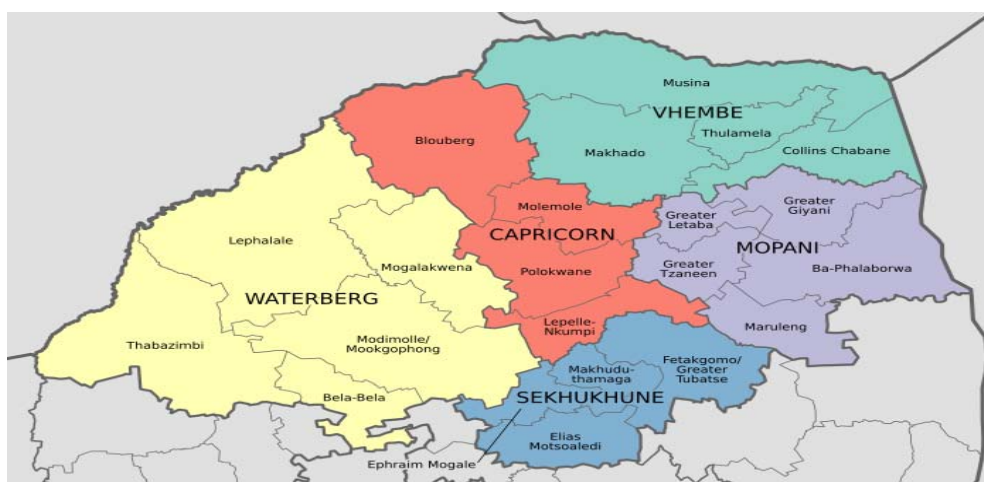 Musina
VHEMBE
Thulamela
Makhado
Collins Chabane
Blouberg
Molemole
CAPRICORN
Polokwane
Lepelle-
Nkumpi
Greater
Letaba
Greater
Giyani
MOPANI
Greater
Tzaneen
Ba-Phalaborwa
Maruleng
Lephalale
Mogalakwena
WATERBERG
Thabazimbi
Modimolle/
Mookgophong
Bela-Bela
Fetakgomo/
Greater
Tubatse
Makhudu-
thamaga
SEKHUKHUNE
Elias
Motsoaledi
Ephraim Mogale